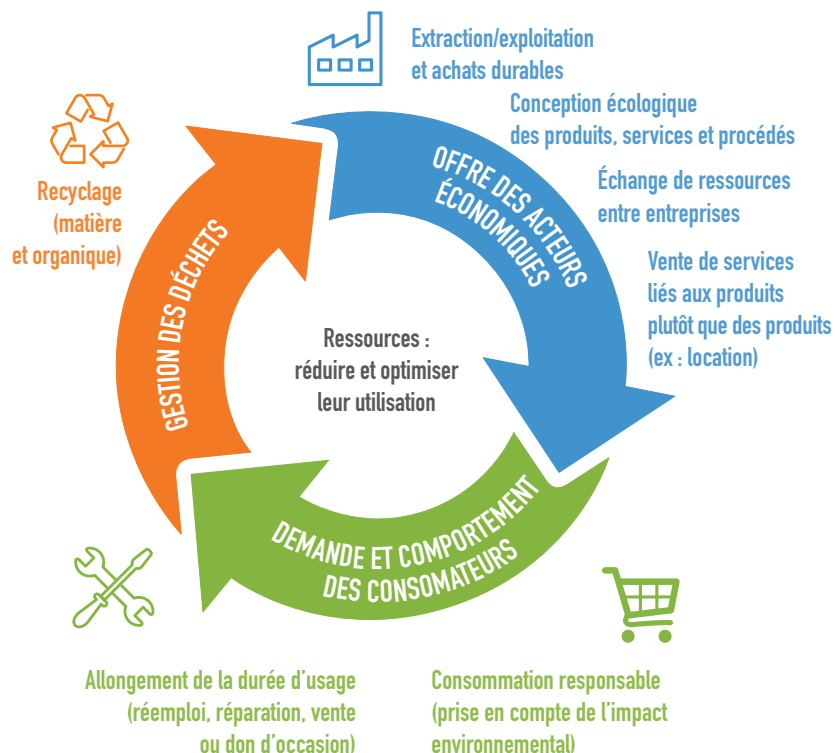 Extraction/exploitation
et achats durables
Conception écologique
des produits, services et procédés
Échange de ressources
entre entreprises
Vente de services
liés aux produits
plutôt que des produits
(ex : location)
OFFRE DES ACTEURS
ÉCONOMIQUES
Recyclage
(matière
et organique)
GESTION DES DÉCHETS
Ressources :
réduire et optimiser
leur utilisation
DEMANDE ET COMPORTEMENT
DES CONSOMATEURS
Allongement de la durée d’usage
(réemploi, réparation, vente
ou don d’occasion)
Consommation responsable
(prise en compte de l’impact
environnemental)